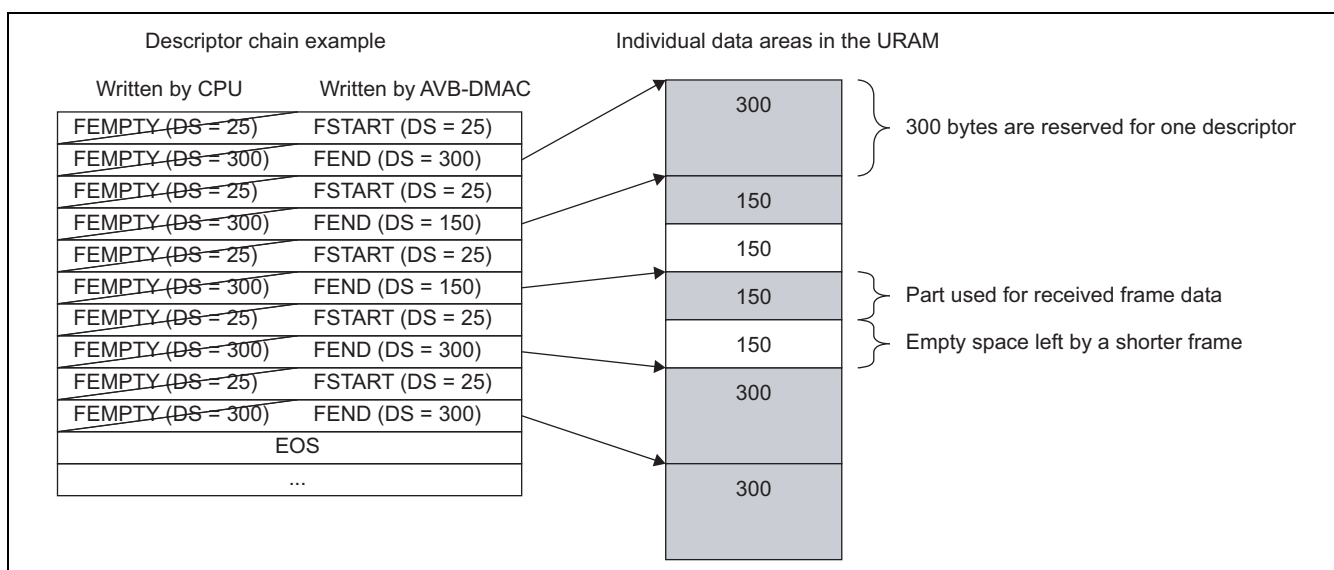 Descriptor chain example
Individual data areas in the URAM
Written by CPU
Written by AVB-DMAC
FEMPTY (DS = 25) FSTART (DS = 25)
FEMPTY (DS = 300) FEND (DS = 300)
FEMPTY (DS = 25) FSTART (DS = 25)
FEMPTY (DS = 300) FEND (DS = 150)
FEMPTY (DS = 25) FSTART (DS = 25)
FEMPTY (DS = 300) FEND (DS = 150)
FEMPTY (DS = 25) FSTART (DS = 25)
FEMPTY (DS = 300) FEND (DS = 300)
FEMPTY (DS = 25) FSTART (DS = 25)
FEMPTY (DS = 300) FEND (DS = 300)
EOS
...
300
150
150
150
150
300
300
300 bytes are reserved for one descriptor
Part used for received frame data
Empty space left by a shorter frame